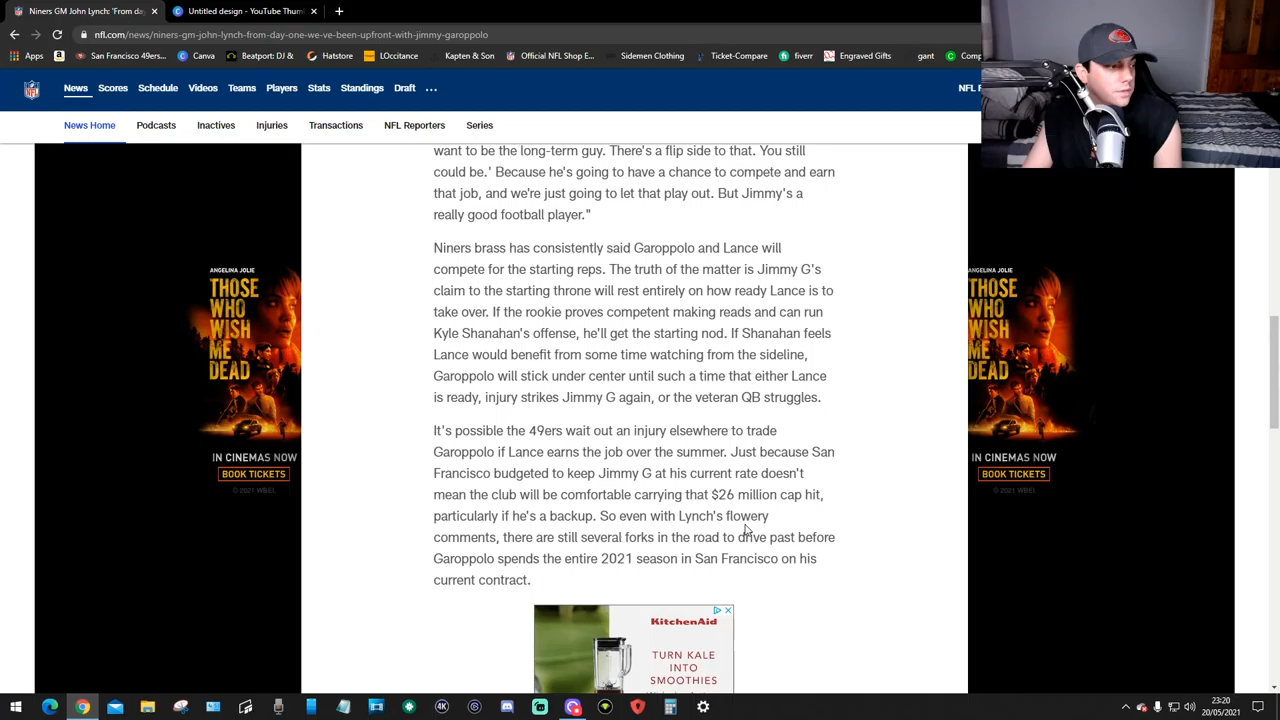 Niners GM John Lynch: 'From day
YouTube Thumr
nfl.com/news/niners-gm-john-lynch-from-day-one-we-ve-been-upfront-with-jimmy-garoppolo
Apps San Francisco 49ers... Canva Beatport: DJ & Hatstore LOccitane Kapten & Son Official NFL Shop E... Sidemen Clothing Ticket-Compare fiverr Engraved Gifts gant Comp
News Scores Schedule Videos Teams Players Stats Standings Draft ... NFL F
News Home Podcasts Inactives Injuries Transactions NFL Reporters Series
want to be the long-term guy. There's a flip side to that. You still
could be.' Because he's going to have a chance to compete and earn
that job, and we're just going to let that play out. But Jimmy's a
really good football player."
Niners brass has consistently said Garoppolo and Lance will
compete for the starting reps. The truth of the matter is Jimmy G's
claim to the starting throne will rest entirely on how ready Lance is to
take over. If the rookie proves competent making reads and can run
Kyle Shanahan's offense, he'll get the starting nod. If Shanahan feels
Lance would benefit from some time watching from the sideline,
Garoppolo will stick under center until such a time that either Lance
is ready, injury strikes Jimmy G again, or the veteran QB struggles.
It's possible the 49ers wait out an injury elsewhere to trade
Garoppolo if Lance earns the job over the summer. Just because San
Francisco budgeted to keep Jimmy G at his current rate doesn't
mean the club will be comfortable carrying that $26 million cap hit,
particularly if he's a backup. So even with Lynch's flowery
comments, there are still several forks in the road to drive past before
Garoppolo spends the entire 2021 season in San Francisco on his
current contract.
ANGELINA JOLIE
THOSE
WHO
WISH
ME
DEAD
IN CINEMAS NOW
BOOK TICKETS
© 2021 WBEI.
ANGELINA JOLIE
THOSE
WHO
WISH
ME
DEAD
IN CINEMAS NOW
BOOK TICKETS
© 2021 WBEI.
KitchenAid
TURN KALE
INTO
SMOOTHIES
23:20
20/05/2021